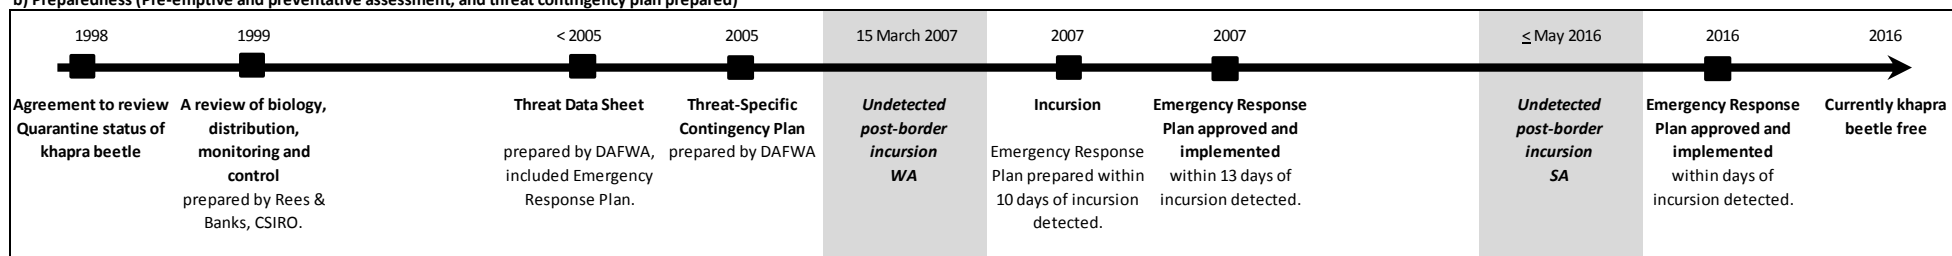 b) Preparedness (Pre-emptive and preventative assessment, and threat contingency plan prepared)
1998
Agreement to review
Quarantine status of
khapra beetle
1999
A review of biology,
distribution,
monitoring and
control
prepared by Rees &
Banks, CSIRO.
< 2005
Threat Data Sheet
prepared by DAFWA,
included Emergency
Response Plan.
2005
Threat-Specific
Contingency Plan
prepared by DAFWA
15 March 2007
Undetected
post-border
incursion
WA
2007
Incursion
Emergency Response
Plan prepared within
10 days of incursion
detected.
2007
Emergency Response
Plan approved and
implemented
within 13 days of
incursion detected.
≤ May 2016
Undetected
post-border
incursion
SA
2016
Emergency Response
Plan approved and
implemented
within days of
incursion detected.
2016
Currently khapra
beetle free